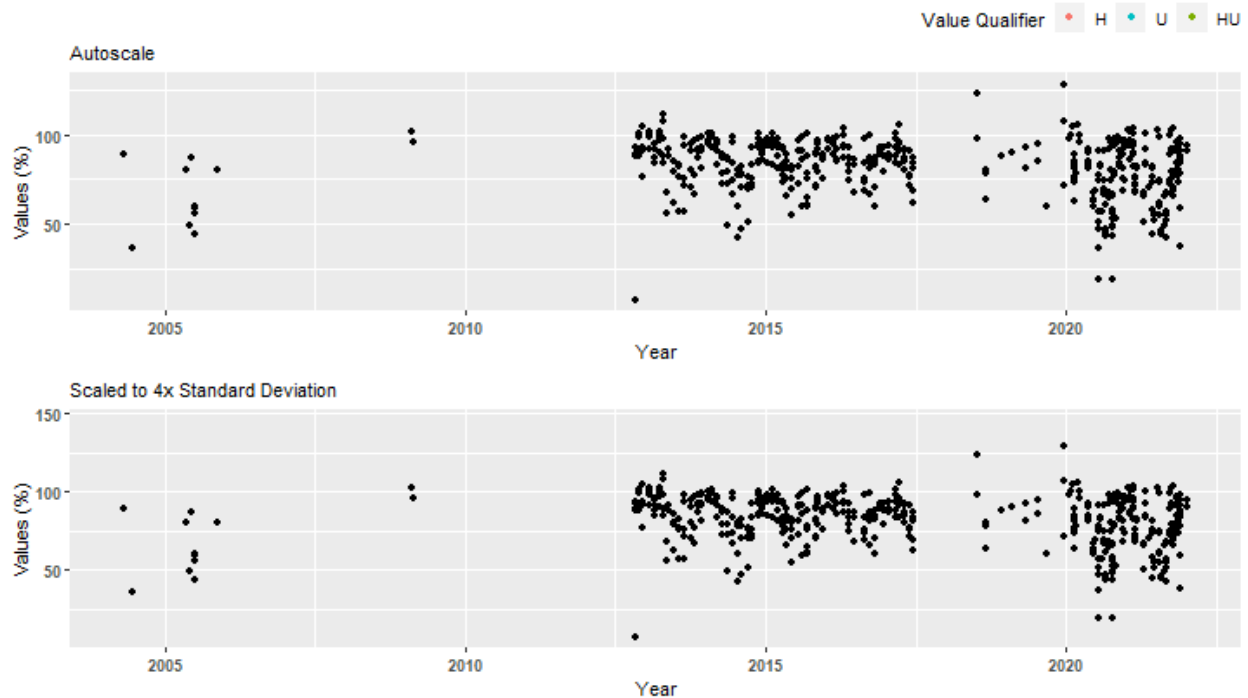 Value Qualifier H U HU
Autoscale
100
50
Values (%)
2005 2010 2015 2020
Year
Scaled to 4x Standard Deviation
150
100
50
Values (%)
2005 2010 2015 2020
Year